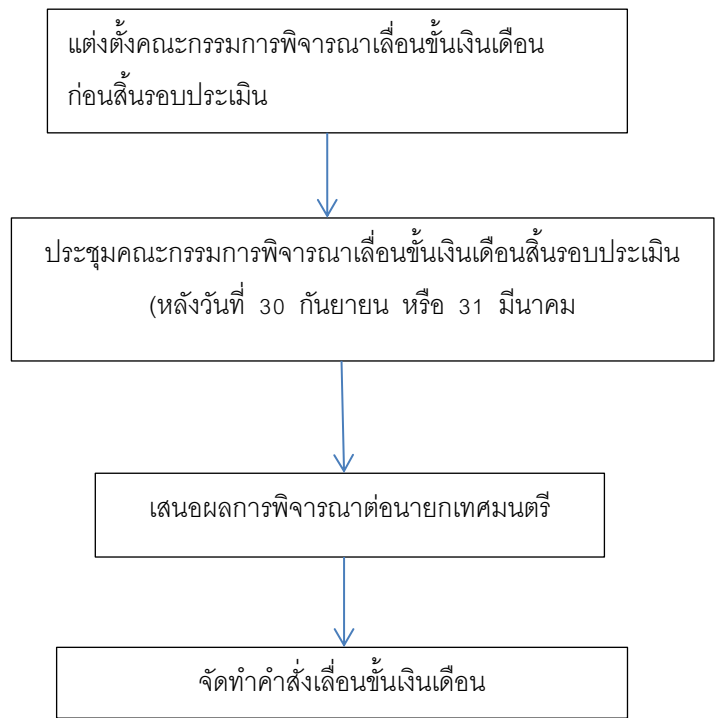 แต่งตั้งคณะกรรมการพิจารณาเลื่อนขั้นเงินเดือน
ก่อนสิ้นรอบประเมิน
ประชุมคณะกรรมการพิจารณาเลื่อนขั้นเงินเดือนสิ้นรอบประเมิน
(หลังวันที่ 30 กันยายน หรือ 31 มีนาคม
เสนอผลการพิจารณาต่อนายกเทศมนตรี
จัดทำคำสั่งเลื่อนขั้นเงินเดือน